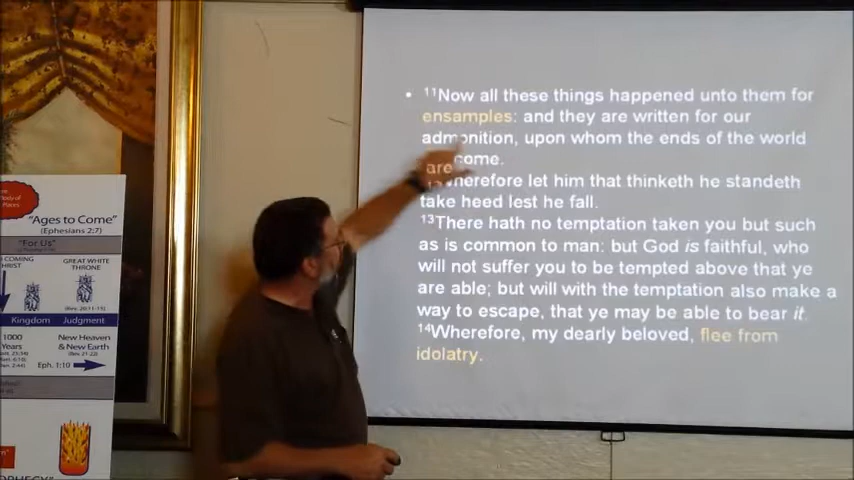 • ¹¹Now all these things happened unto them for
ensamples: and they are written for our
admonition, upon whom the ends of the world
are come.
Wherefore let him that thinketh he standeth
take heed lest he fall.
¹³There hath no temptation taken you but such
as is common to man: but God is faithful, who
will not suffer you to be tempted above that ye
are able; but will with the temptation also make a
way to escape, that ye may be able to bear it.
¹⁴Wherefore, my dearly beloved, flee from
idolatry.
"Ages to Come"
(Ephesians 2:7)
"For Us"
COMING
CHRIST
GREAT WHITE
THRONE
Kingdom
Judgment
1000
Years
New Heaven
(Rev 21:1)
Eph. 1:10